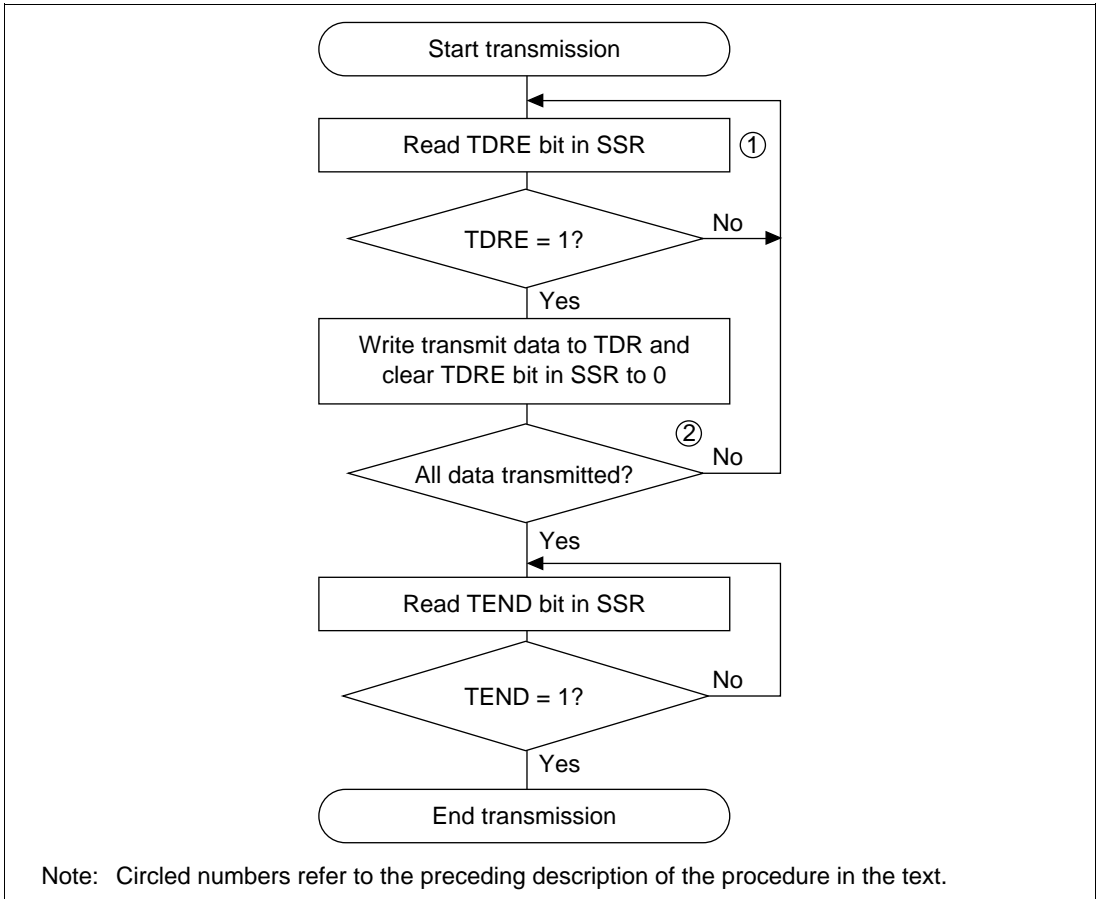 Start transmission
Read TDRE bit in SSR
①
TDRE = 1?
No
Yes
Write transmit data to TDR and
clear TDRE bit in SSR to 0
②
All data transmitted?
No
Yes
Read TEND bit in SSR
TEND = 1?
No
Yes
End transmission
Note: Circled numbers refer to the preceding description of the procedure in the text.